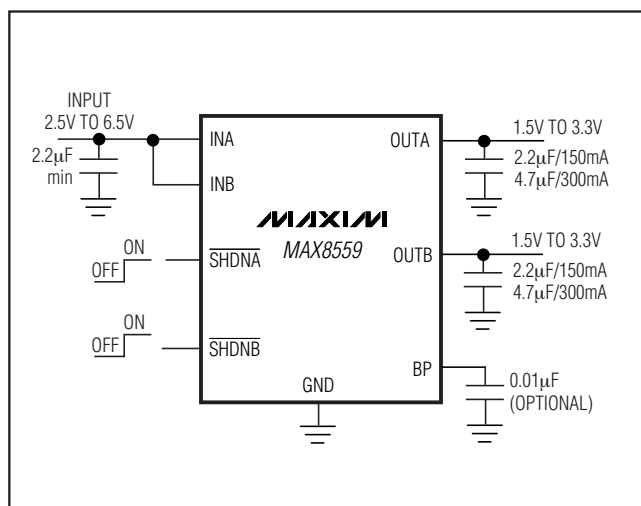 INPUT
2.5V TO 6.5V
2.2µF
min
INA
INB
ON
OFF
SHDNA
ON
OFF
SHDNB
MAXIM
MAX8559
GND
OUTA
1.5V TO 3.3V
2.2µF/150mA
4.7µF/300mA
OUTB
1.5V TO 3.3V
2.2µF/150mA
4.7µF/300mA
BP
0.01µF
(OPTIONAL)